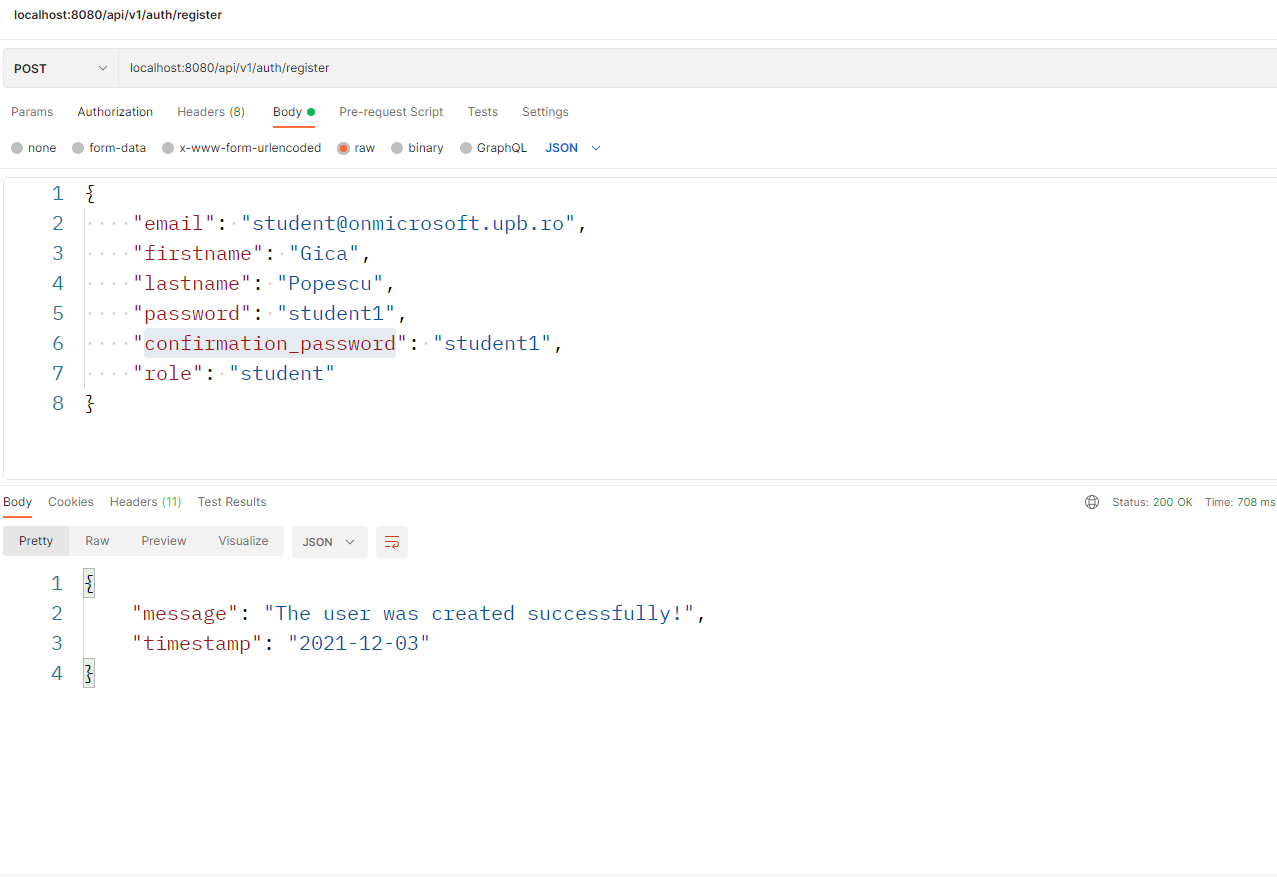 localhost:8080/api/v1/auth/register
POST localhost:8080/api/v1/auth/register
Params Authorization Headers (8) Body Pre-request Script Tests Settings
none form-data x-www-form-urlencoded raw binary GraphQL JSON
1 {
2 ····"email":·"student@onmicrosoft.upb.ro",
3 ····"firstname":·"Gica",
4 ····"lastname":·"Popescu",
5 ····"password":·"student1",
6 ····"confirmation_password":·"student1",
7 ····"role":·"student"
8 }
Body Cookies Headers (11) Test Results Status: 200 OK Time: 708 ms
Pretty Raw Preview Visualize JSON
1 {
2 "message": "The user was created successfully!",
3 "timestamp": "2021-12-03"
4 }